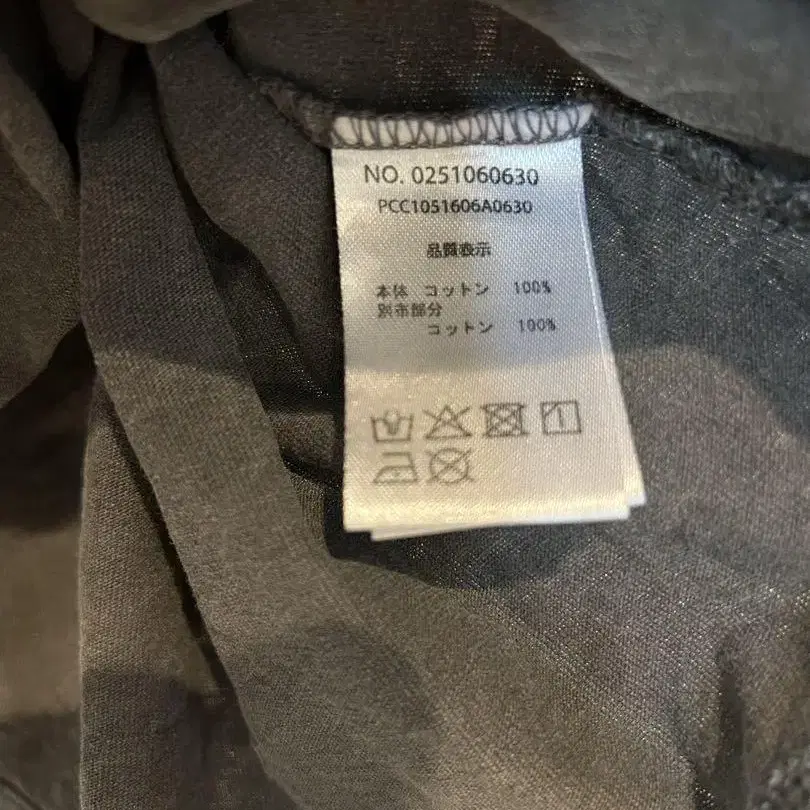 NO. 0251060630
PCC1051606A0630
品質表示
本体 コットン 100%
別布部分
コットン 100%